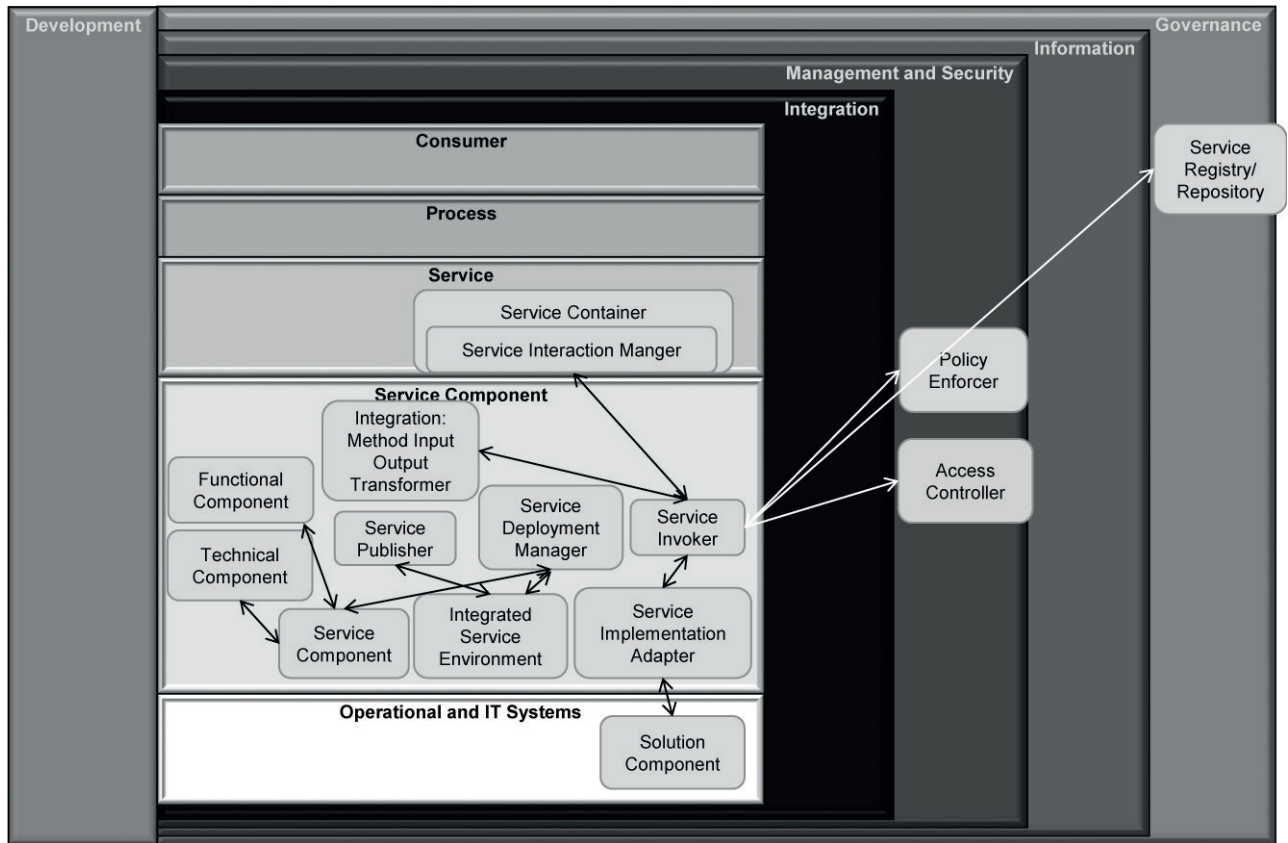 Development
Governance
Information
Management and Security
Integration
Consumer
Process
Service
Registry/
Repository
Service
Service Container
Service Interaction Manger
Policy
Enforcer
Service Component
Integration:
Method Input
Output
Transformer
Functional
Component
Access
Controller
Service
Deployment
Manager
Service
Invoker
Service
Publisher
Technical
Component
Service
Component
Integrated
Service
Environment
Service
Implementation
Adapter
Operational and IT Systems
Solution
Component